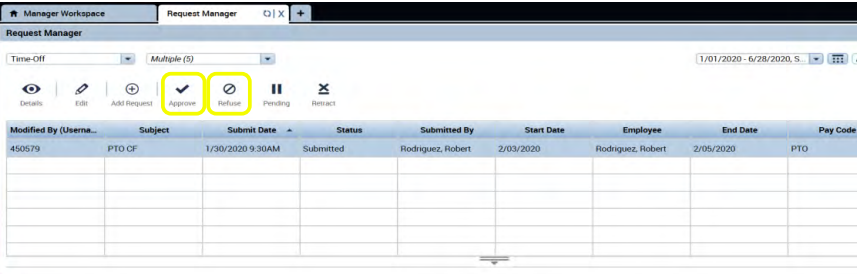 Manager Workspace Request Manager X +
Request Manager
Time-Off Multiple (5) 1/01/2020 - 6/28/2020, S...
Details Edit Add Request Approve Refuse Pending Retract
Modified By (Userna... Subject Submit Date Status Submitted By Start Date Employee End Date Pay Code
450579 PTO CF 1/30/2020 9:30AM Submitted Rodriguez, Robert 2/03/2020 Rodriguez, Robert 2/05/2020 PTO